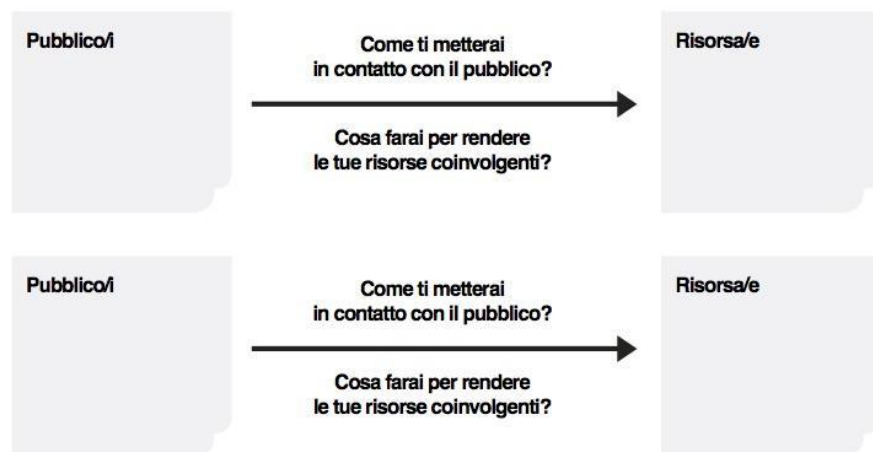 Pubblico/i
Come ti metterai
in contatto con il pubblico?
Cosa farai per rendere
le tue risorse coinvolgenti?
Risorsa/e
Pubblico/i
Come ti metterai
in contatto con il pubblico?
Cosa farai per rendere
le tue risorse coinvolgenti?
Risorsa/e